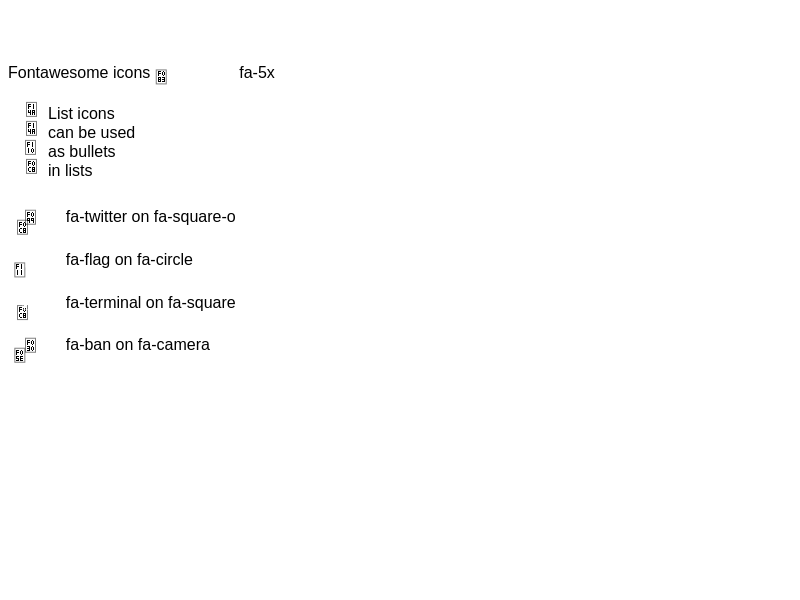 Fontawesome icons fa-5x
List icons
can be used
as bullets
in lists
fa-twitter on fa-square-o
fa-flag on fa-circle
fa-terminal on fa-square
fa-ban on fa-camera